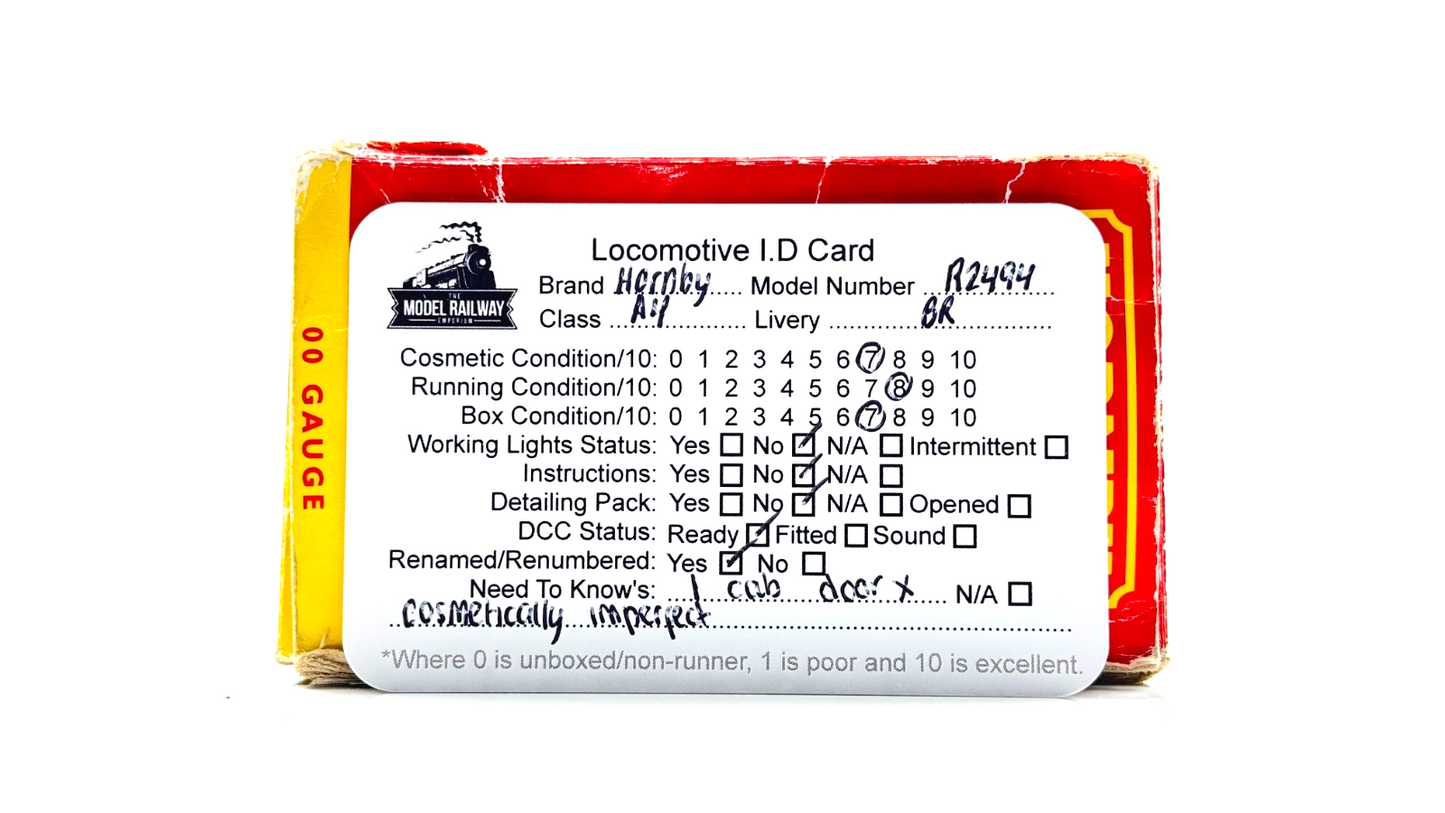 00 GAUGE
THE
MODEL RAILWAY
EMPORIUM
Locomotive I.D Card
Brand Hornby Model Number R2494
Class A4 Livery BR
Cosmetic Condition/10: 0 1 2 3 4 5 6 7 8 9 10
Running Condition/10: 0 1 2 3 4 5 6 7 8 9 10
Box Condition/10: 0 1 2 3 4 5 6 7 8 9 10
Working Lights Status: Yes No N/A Intermittent
Instructions: Yes No N/A
Detailing Pack: Yes No N/A Opened
DCC Status: Ready Fitted Sound
Renamed/Renumbered: Yes No
Need To Know's: 1 cab door x N/A
cosmetically imperfect
*Where 0 is unboxed/non-runner, 1 is poor and 10 is excellent.